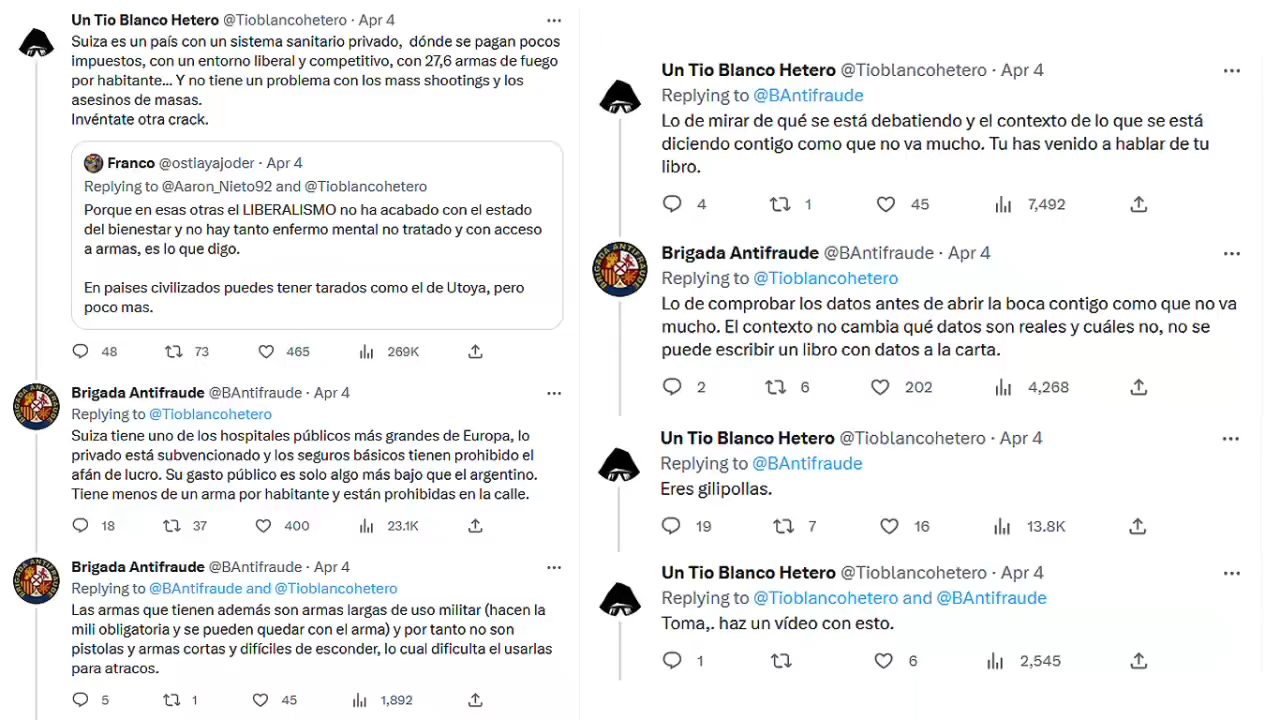 Un Tio Blanco Hetero @Tioblancohetero · Apr 4
Suiza es un país con un sistema sanitario privado, dónde se pagan pocos
impuestos, con un entorno liberal y competitivo, con 27,6 armas de fuego
por habitante... Y no tiene un problema con los mass shootings y los
asesinos de masas.
Invéntate otra crack.
Franco @ostlayajoder · Apr 4
Replying to @Aaron_Nieto92 and @Tioblancohetero
Porque en esas otras el LIBERALISMO no ha acabado con el estado
del bienestar y no hay tanto enfermo mental no tratado y con acceso
a armas, es lo que digo.
En paises civilizados puedes tener tarados como el de Utoya, pero
poco mas.
48 73 465 269K
Brigada Antifraude @BAntifraude · Apr 4
Replying to @Tioblancohetero
Suiza tiene uno de los hospitales públicos más grandes de Europa, lo
privado está subvencionado y los seguros básicos tienen prohibido el
afán de lucro. Su gasto público es solo algo más bajo que el argentino.
Tiene menos de un arma por habitante y están prohibidas en la calle.
18 37 400 23.1K
Brigada Antifraude @BAntifraude · Apr 4
Replying to @BAntifraude and @Tioblancohetero
Las armas que tienen además son armas largas de uso militar (hacen la
mili obligatoria y se pueden quedar con el arma) y por tanto no son
pistolas y armas cortas y difíciles de esconder, lo cual dificulta el usarlas
para atracos.
5 1 45 1,892
Un Tio Blanco Hetero @Tioblancohetero · Apr 4
Replying to @BAntifraude
Lo de mirar de qué se está debatiendo y el contexto de lo que se está
diciendo contigo como que no va mucho. Tu has venido a hablar de tu
libro.
4 1 45 7,492
BRIGADA ANTIFRAUDE
Brigada Antifraude @BAntifraude · Apr 4
Replying to @Tioblancohetero
Lo de comprobar los datos antes de abrir la boca contigo como que no va
mucho. El contexto no cambia qué datos son reales y cuáles no, no se
puede escribir un libro con datos a la carta.
2 6 202 4,268
Un Tio Blanco Hetero @Tioblancohetero · Apr 4
Replying to @BAntifraude
Eres gilipollas.
19 7 16 13.8K
Un Tio Blanco Hetero @Tioblancohetero · Apr 4
Replying to @Tioblancohetero and @BAntifraude
Toma,. haz un vídeo con esto.
1 6 2,545